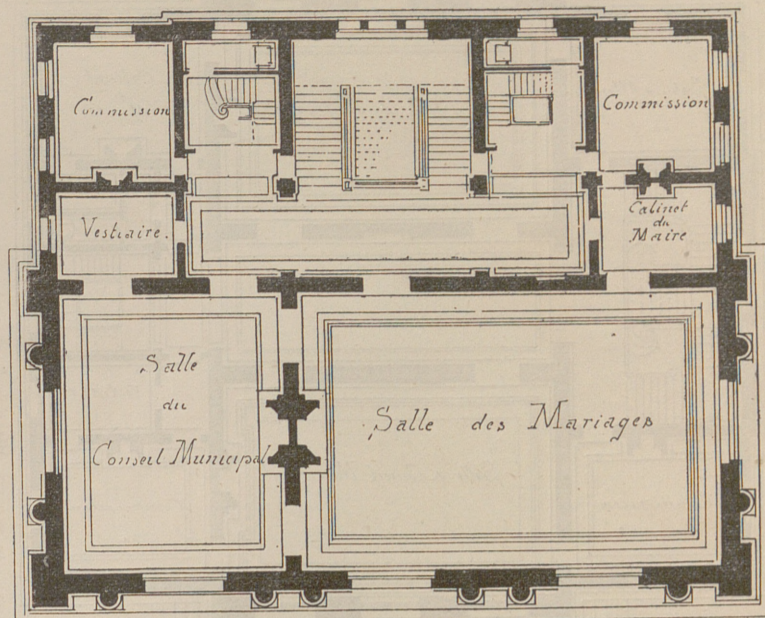 Commission
Commission
Vestiaire.
Cabinet
du
Maire
Salle
du
Conseil Municipal
Salle des Mariages